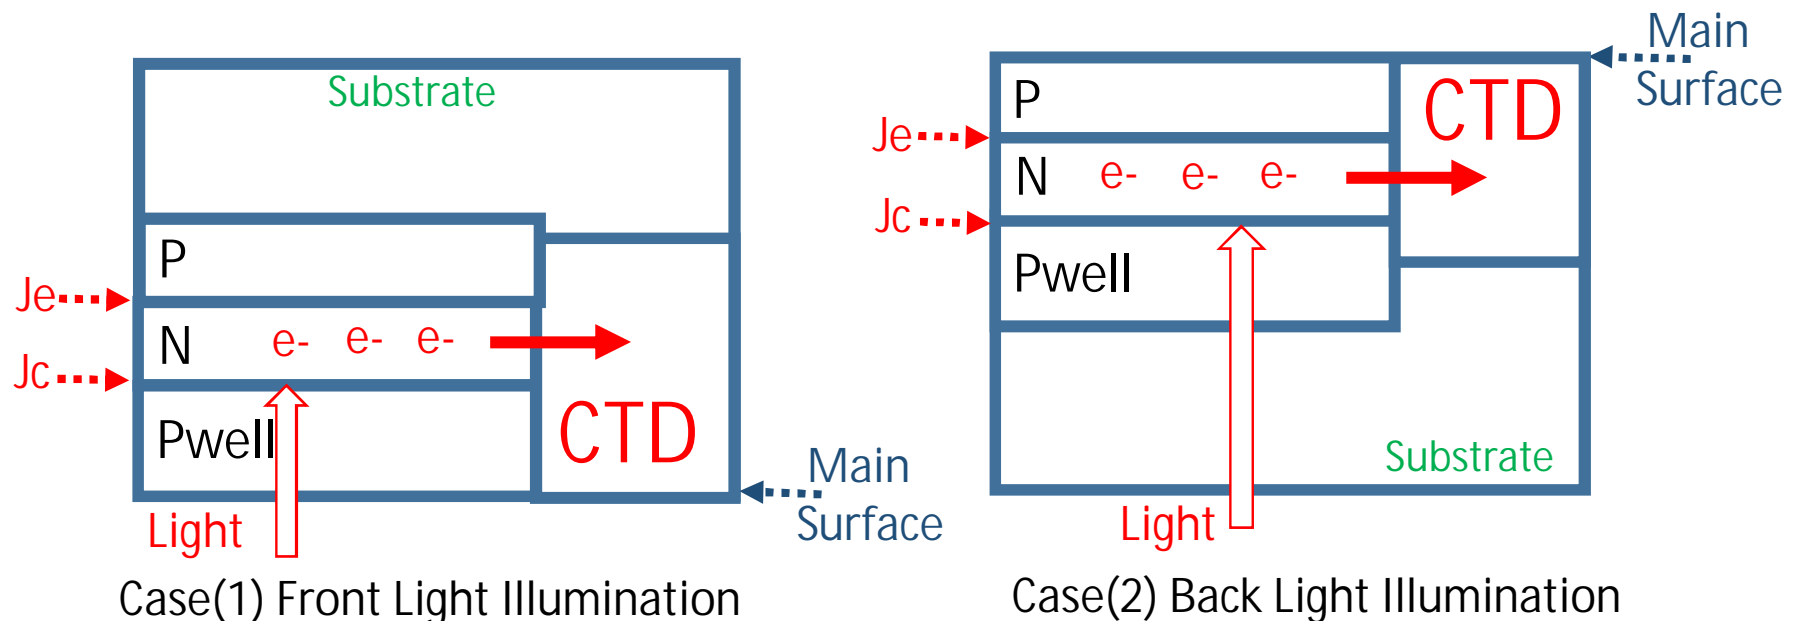 Substrate
P
Je
N e- e- e-
Jc
Pwell
CTD
Main
Surface
Light
Case(1) Front Light Illumination
Main
Surface
P
CTD
Je
N e- e- e-
Jc
Pwell
Substrate
Light
Case(2) Back Light Illumination